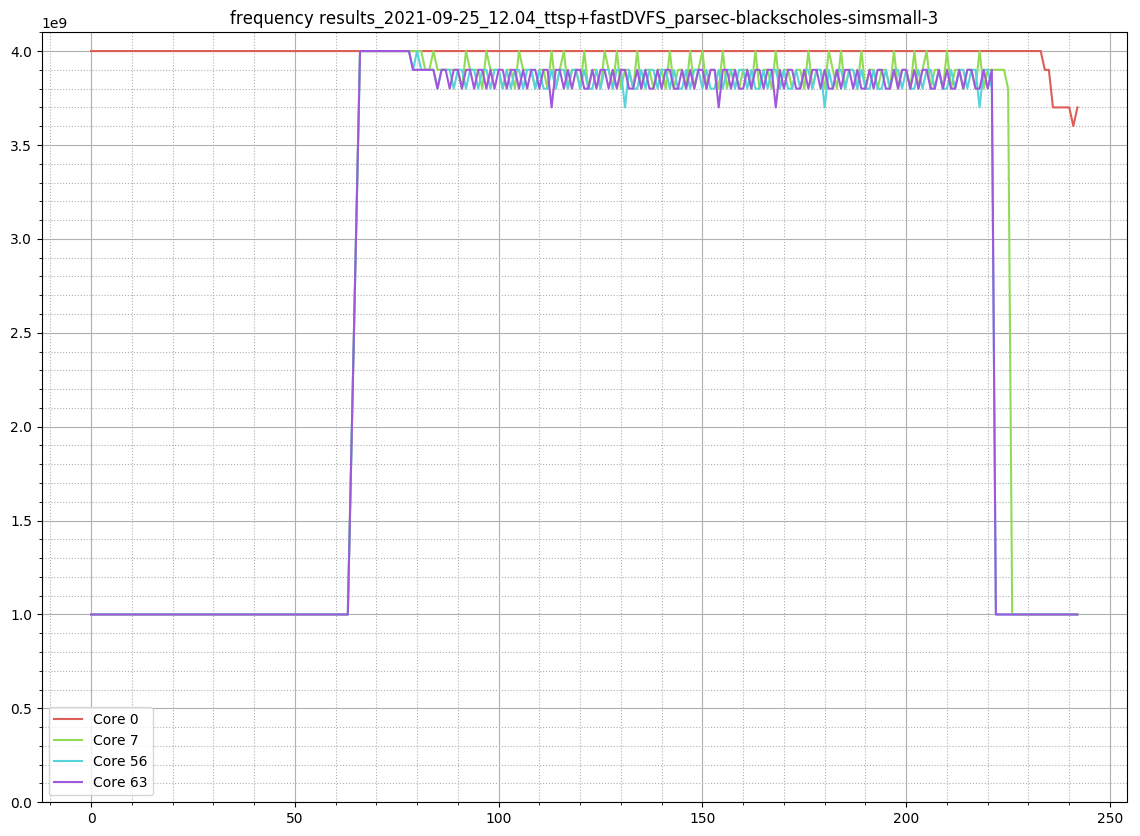 frequency results_2021-09-25_12.04_ttsp+fastDVFS_parsec-blackscholes-simsmall-3
1e9
4.0
3.5
3.0
2.5
2.0
1.5
1.0
0.5
0.0
Core 0
Core 7
Core 56
Core 63
0 50 100 150 200 250